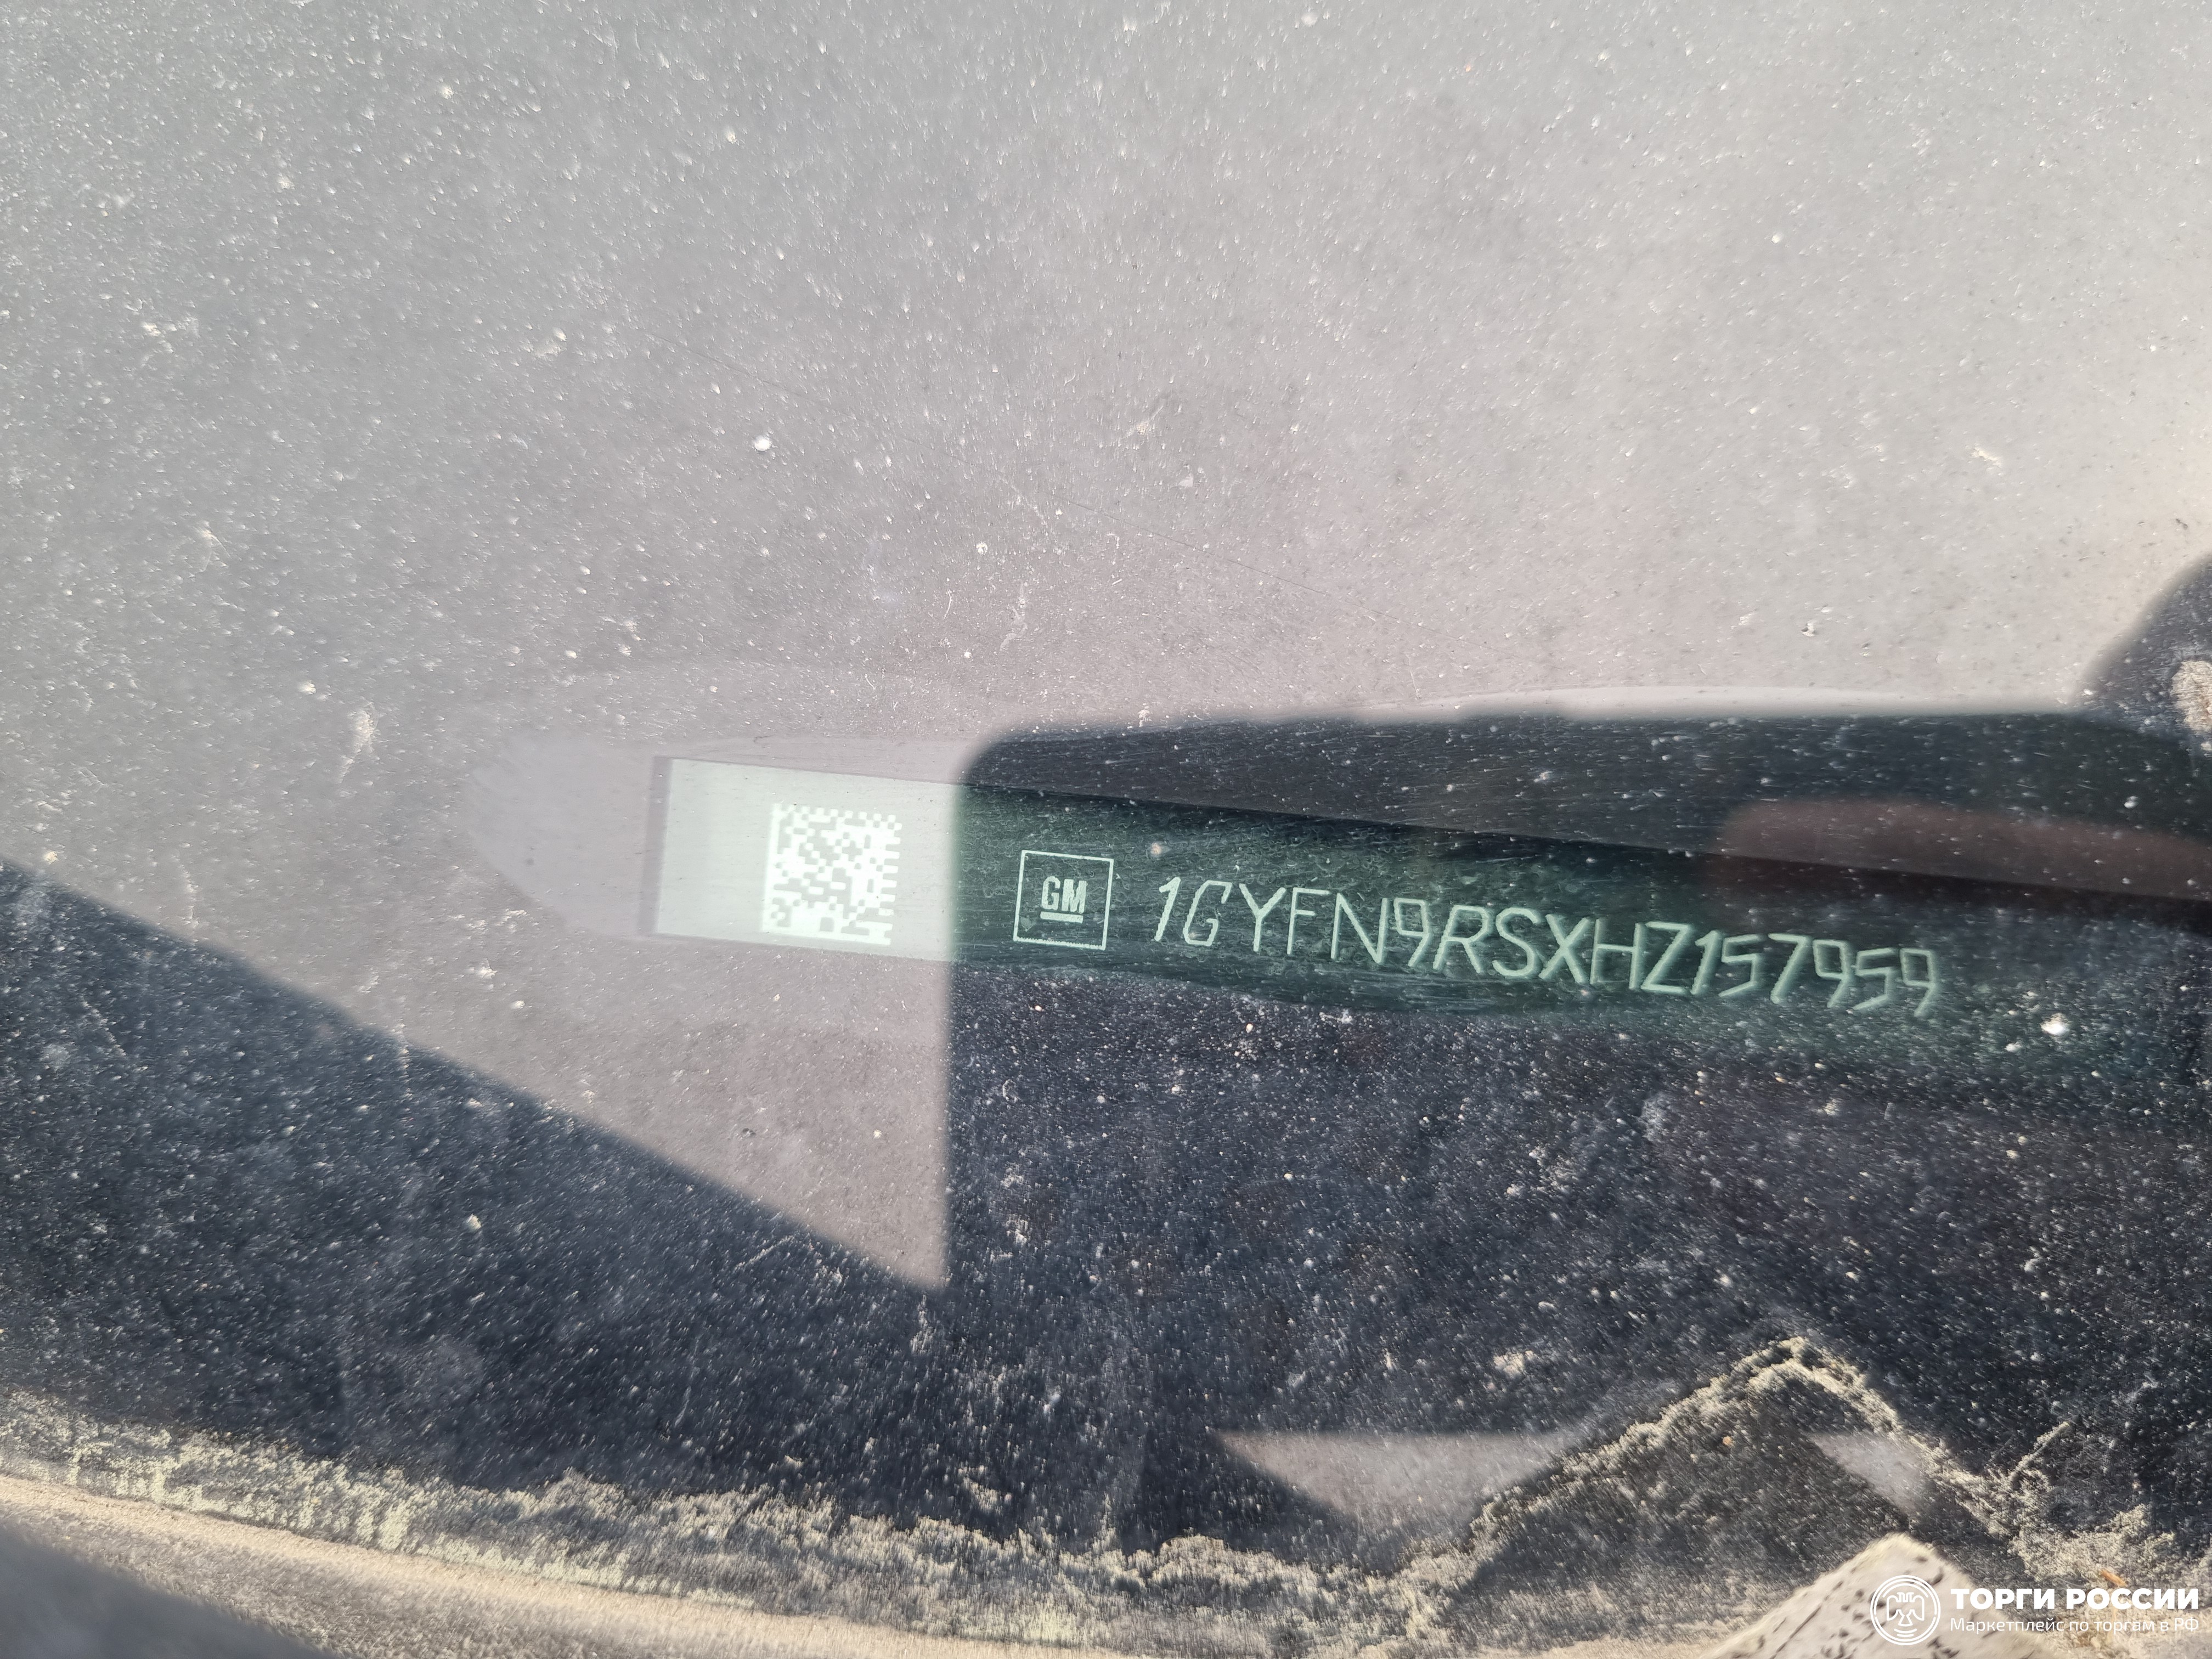 GM 1GYFN9RSXHZ157959
ТОРГИ РОССИИ
Маркетплейс по торгам в РФ